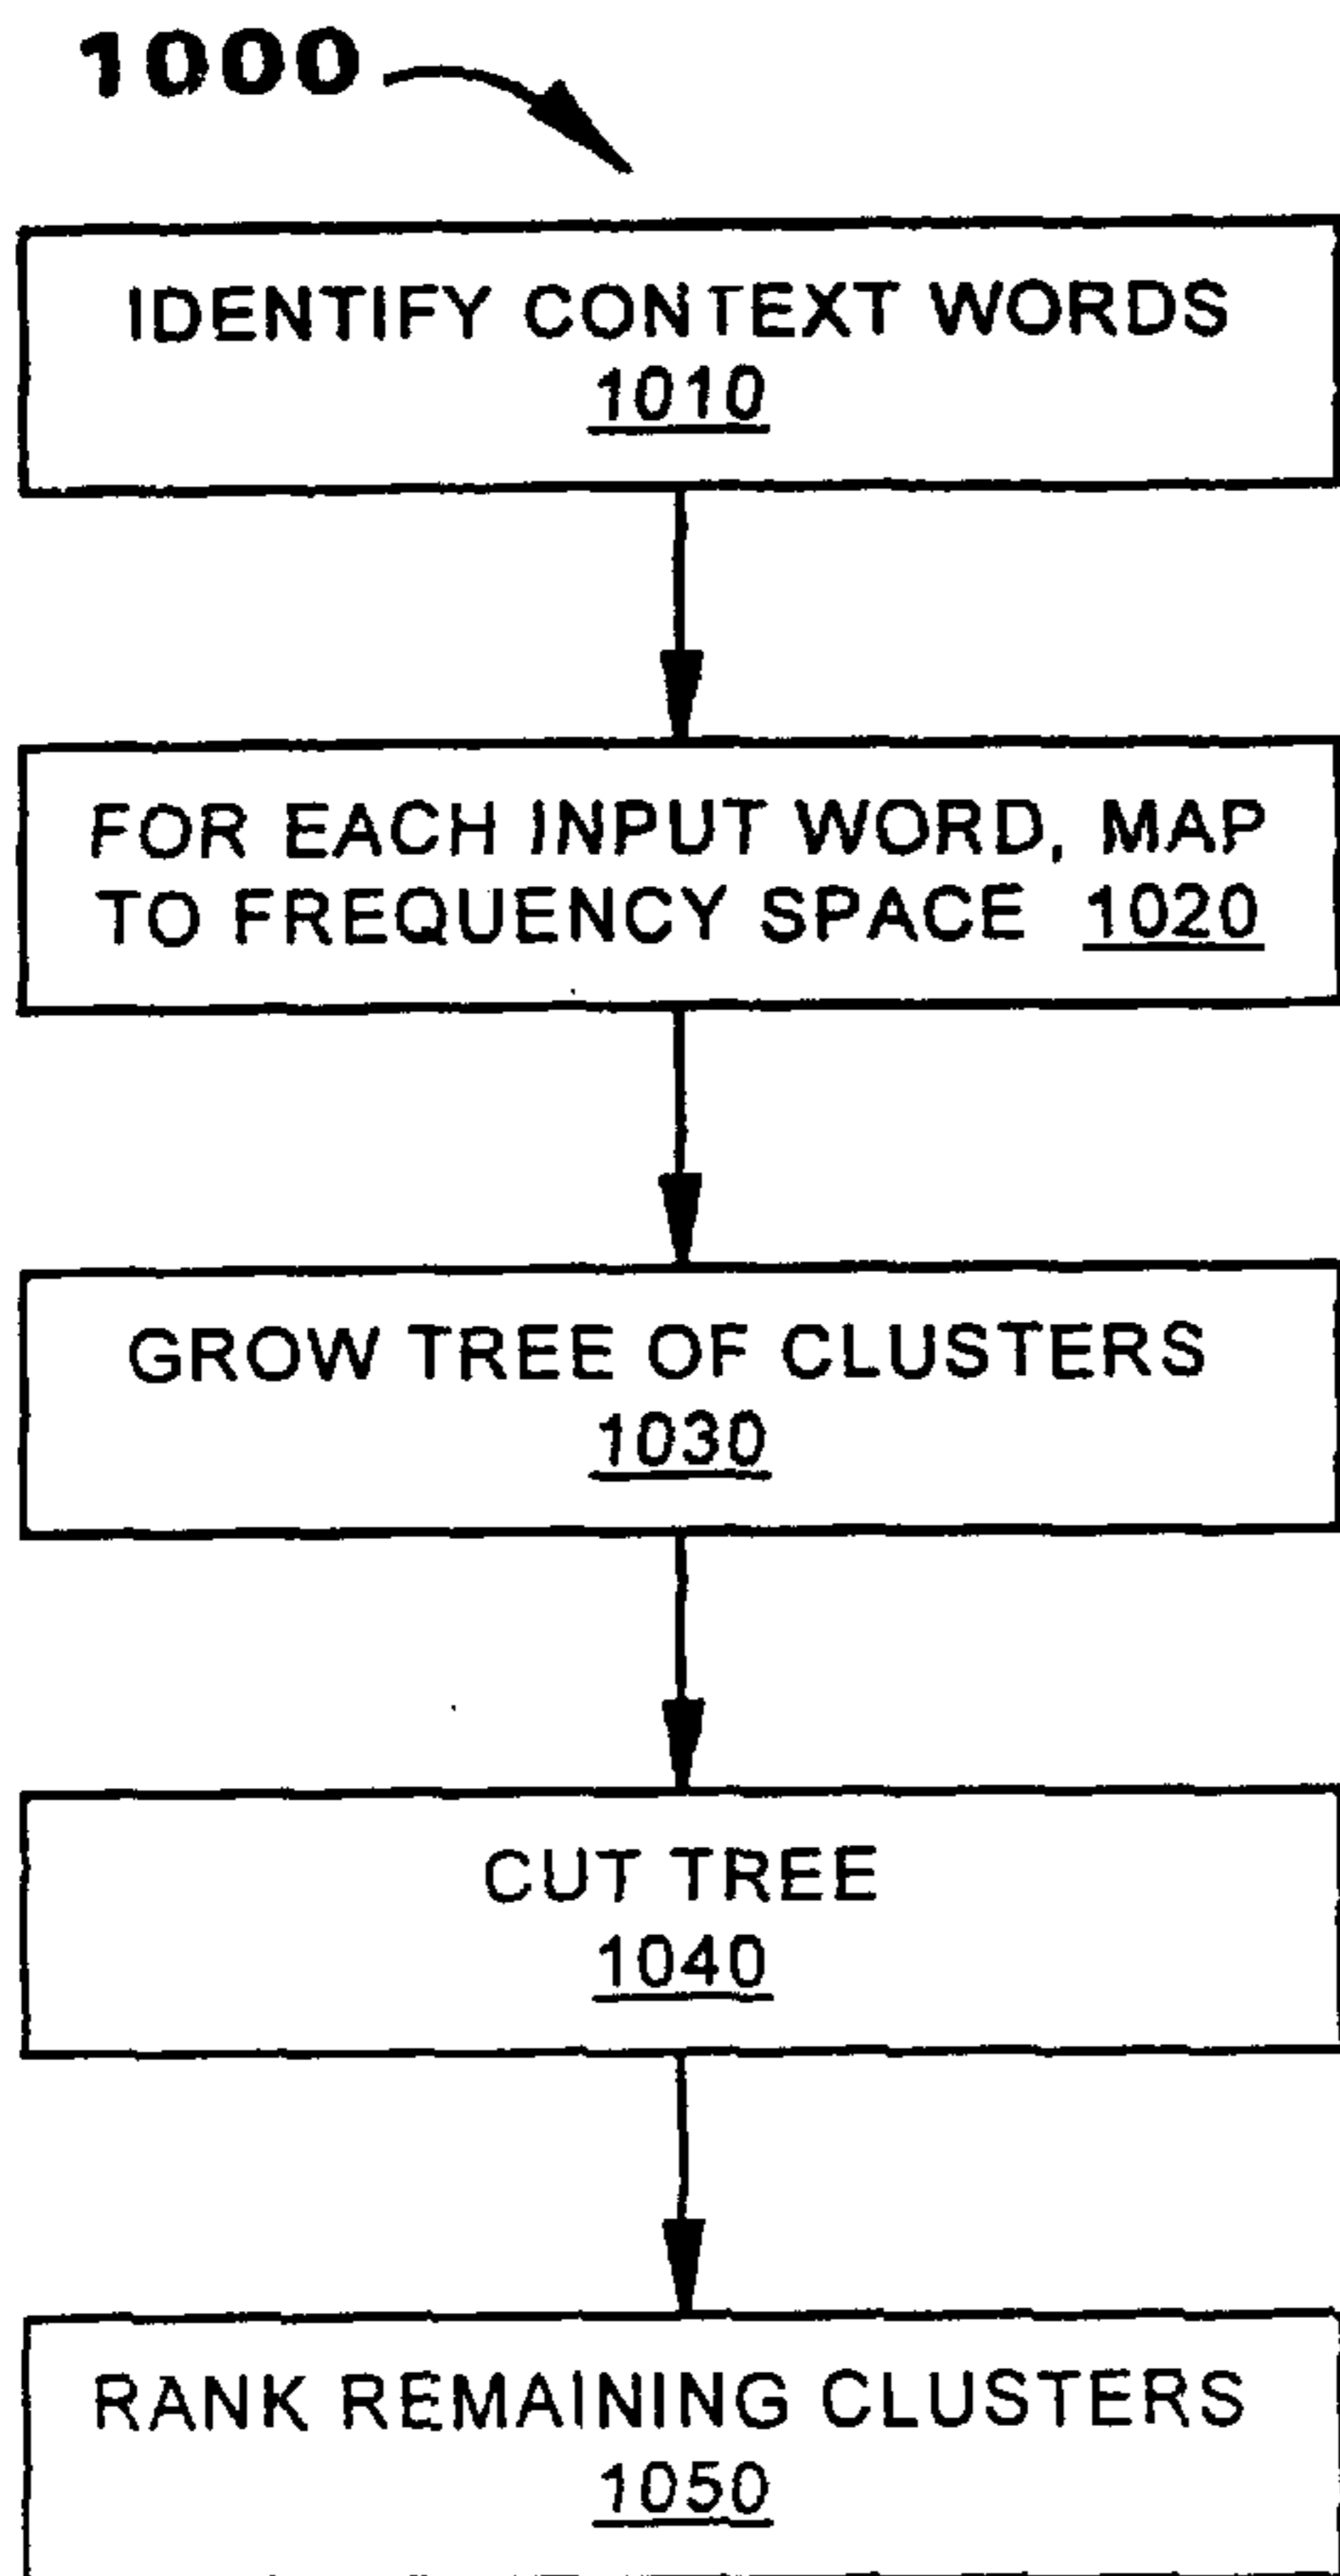 1000
IDENTIFY CONTEXT WORDS
1010
FOR EACH INPUT WORD, MAP
TO FREQUENCY SPACE 1020
GROW TREE OF CLUSTERS
1030
CUT TREE
1040
RANK REMAINING CLUSTERS
1050